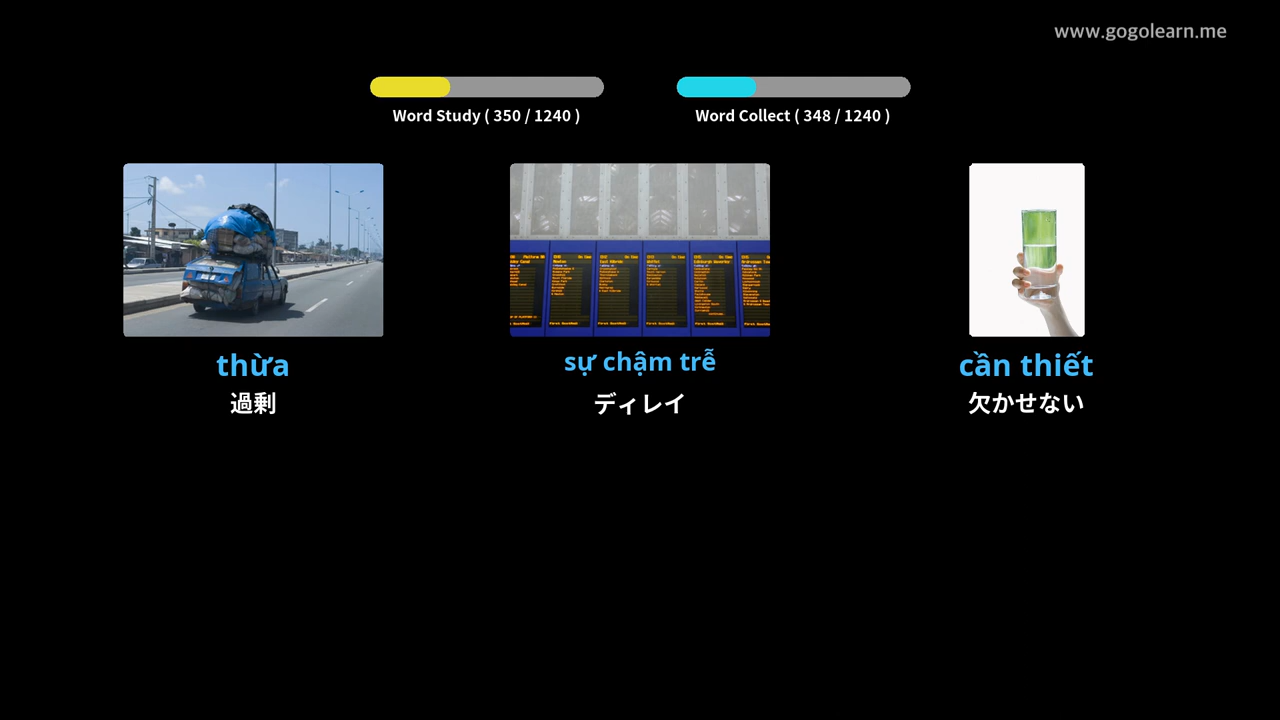 www.gogolearn.me
Word Study ( 350 / 1240 )
Word Collect ( 348 / 1240 )
thừa
sự chậm trễ
cần thiết
過剰
ディレイ
欠かせない